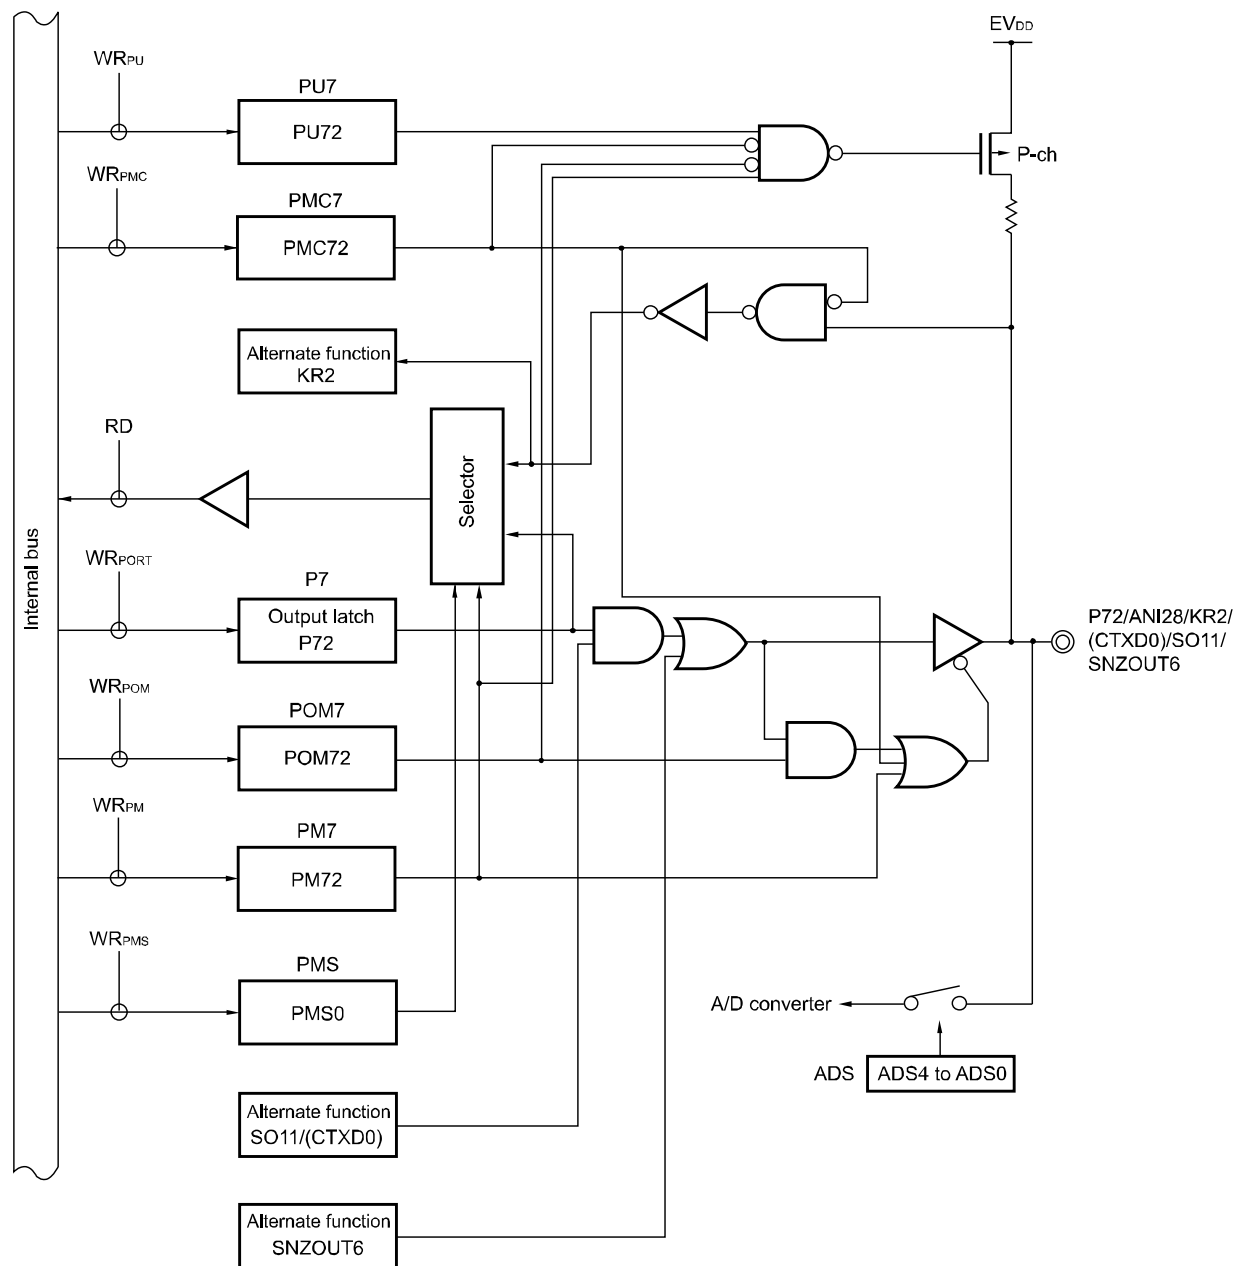 EVDD
WRPU
PU7
PU72
P-ch
WRPMC
PMC7
PMC72
Alternate function
KR2
RD
Selector
Internal bus
WRPORT
P7
Output latch
P72
P72/ANI28/KR2/
(CTXD0)/SO11/
SNZOUT6
WRPOM
POM7
POM72
WRPM
PM7
PM72
WRPMS
PMS
PMS0
A/D converter
ADS
ADS4 to ADS0
Alternate function
SO11/(CTXD0)
Alternate function
SNZOUT6